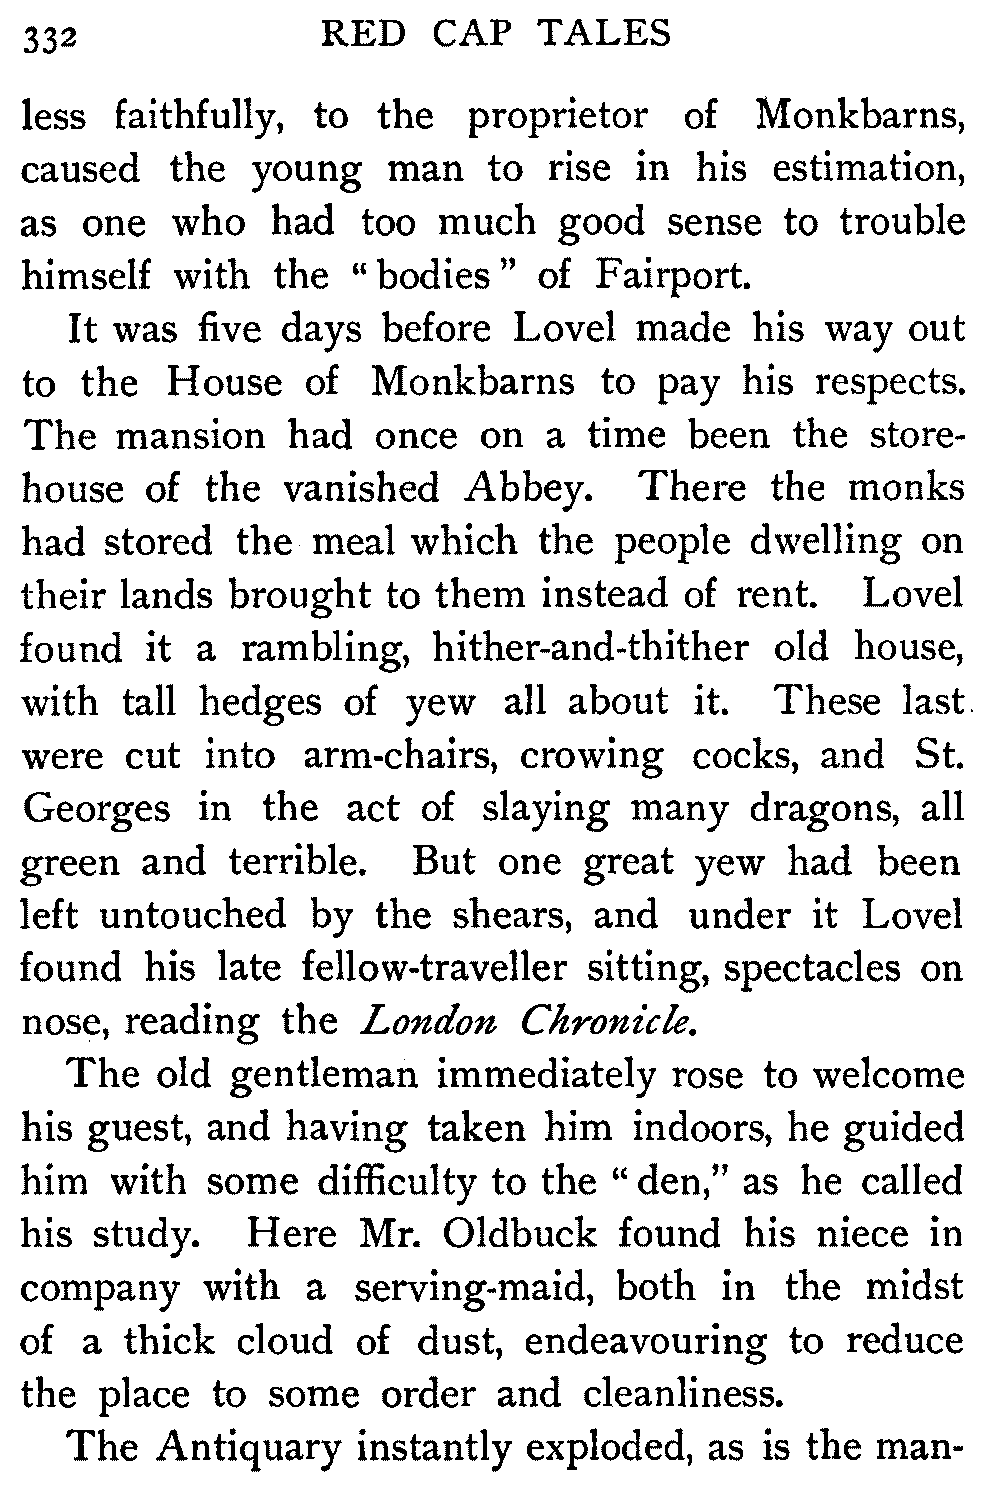 332 RED CAP TALES
less faithfully, to the proprietor of Monkbarns,
caused the young man to rise in his estimation,
as one who had too much good sense to trouble
himself with the “bodies” of Fairport.
It was five days before Lovel made his way out
to the House of Monkbarns to pay his respects.
The mansion had once on a time been the store-
house of the vanished Abbey. There the monks
had stored the meal which the people dwelling on
their lands brought to them instead of rent. Lovel
found it a rambling, hither-and-thither old house,
with tall hedges of yew all about it. These last
were cut into arm-chairs, crowing cocks, and St.
Georges in the act of slaying many dragons, all
green and terrible. But one great yew had been
left untouched by the shears, and under it Lovel
found his late fellow-traveller sitting, spectacles on
nose, reading the London Chronicle.
The old gentleman immediately rose to welcome
his guest, and having taken him indoors, he guided
him with some difficulty to the “den,” as he called
his study. Here Mr. Oldbuck found his niece in
company with a serving-maid, both in the midst
of a thick cloud of dust, endeavouring to reduce
the place to some order and cleanliness.
The Antiquary instantly exploded, as is the man-